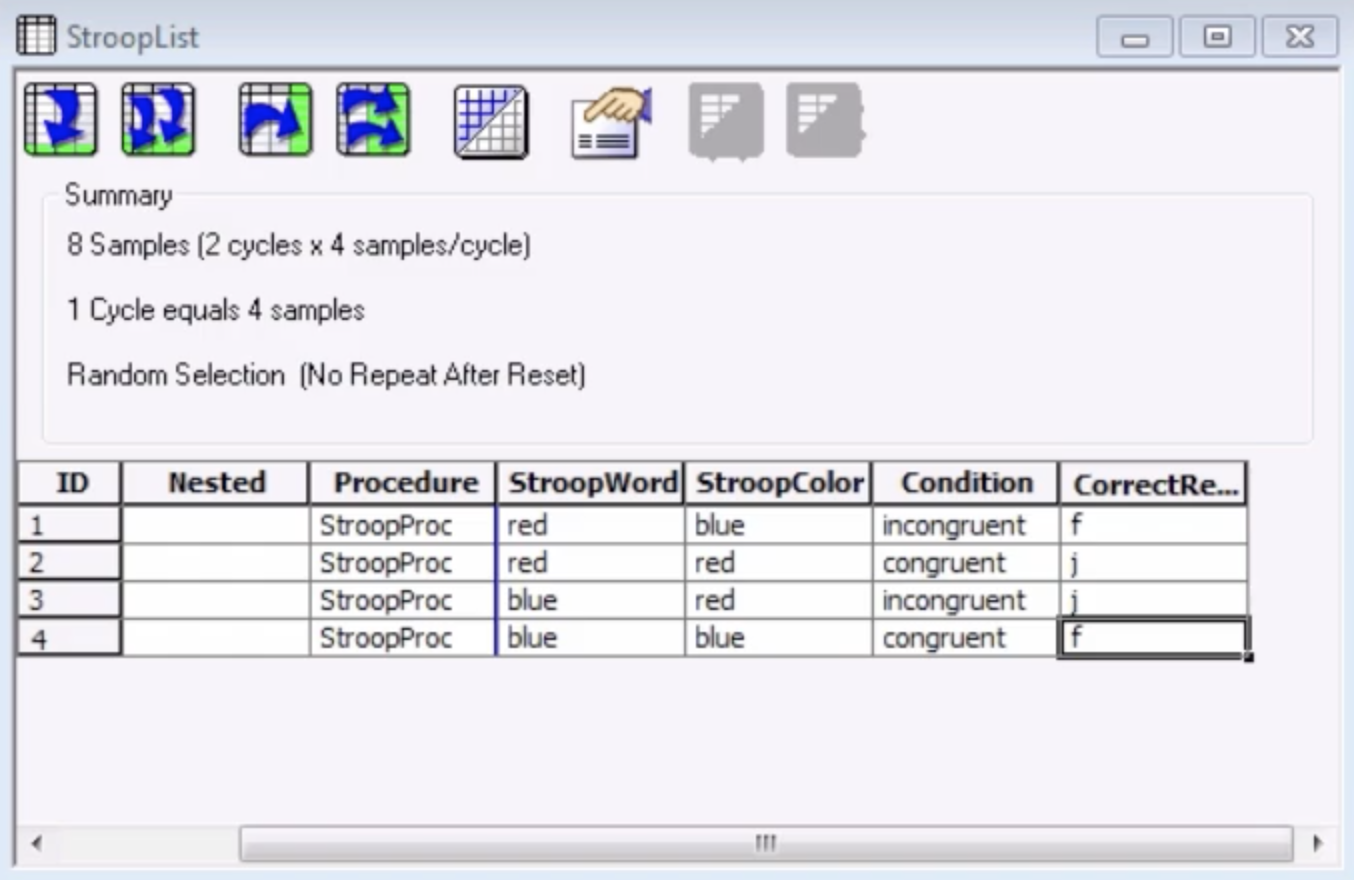 StroopList
Summary
8 Samples (2 cycles x 4 samples/cycle)
1 Cycle equals 4 samples
Random Selection (No Repeat After Reset)
ID Nested Procedure StroopWord StroopColor Condition CorrectRe...
1 StroopProc red blue incongruent f
2 StroopProc red red congruent j
3 StroopProc blue red incongruent j
4 StroopProc blue blue congruent f